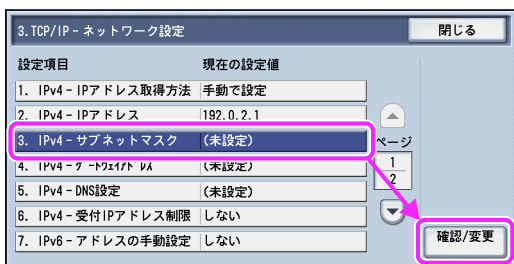 3.TCP/IP-ネットワーク設定
閉じる
設定項目 現在の設定値
1. IPv4-IPアドレス取得方法 手動で設定
2. IPv4-IPアドレス 192.0.2.1
3. IPv4-サブネットマスク (未設定)
ページ
4. IPv4-ゲートウェイアドレス (未設定)
1
2
5. IPv4-DNS設定 (未設定)
6. IPv4-受付IPアドレス制限 しない
7. IPv6-アドレスの手動設定 しない
確認/変更